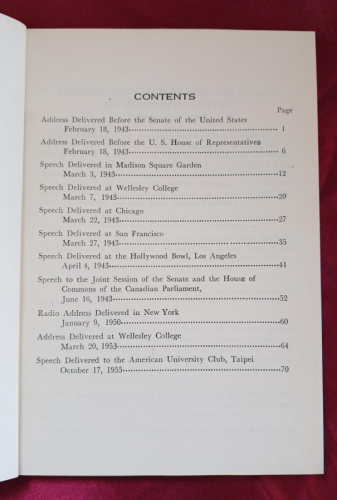 CONTENTS
Page
Address Delivered Before the Senate of the United States
February 18, 1943 1
Address Delivered Before the U. S. House of Representatives
February 18, 1943 6
Speech Delivered in Madison Square Garden
March 3, 1943 12
Speech Delivered at Wellesley College
March 7, 1943 20
Speech Delivered at Chicago
March 22, 1943 27
Speech Delivered at San Francisco
March 27, 1943 35
Speech Delivered at the Hollywood Bowl, Los Angeles
April 4, 1943 41
Speech to the Joint Session of the Senate and the House of
Commons of the Canadian Parliament,
June 16, 1943 52
Radio Address Delivered in New York
January 9, 1950 60
Address Delivered at Wellesley College
March 20, 1953 64
Speech Delivered to the American University Club, Taipei
October 17, 1955 70